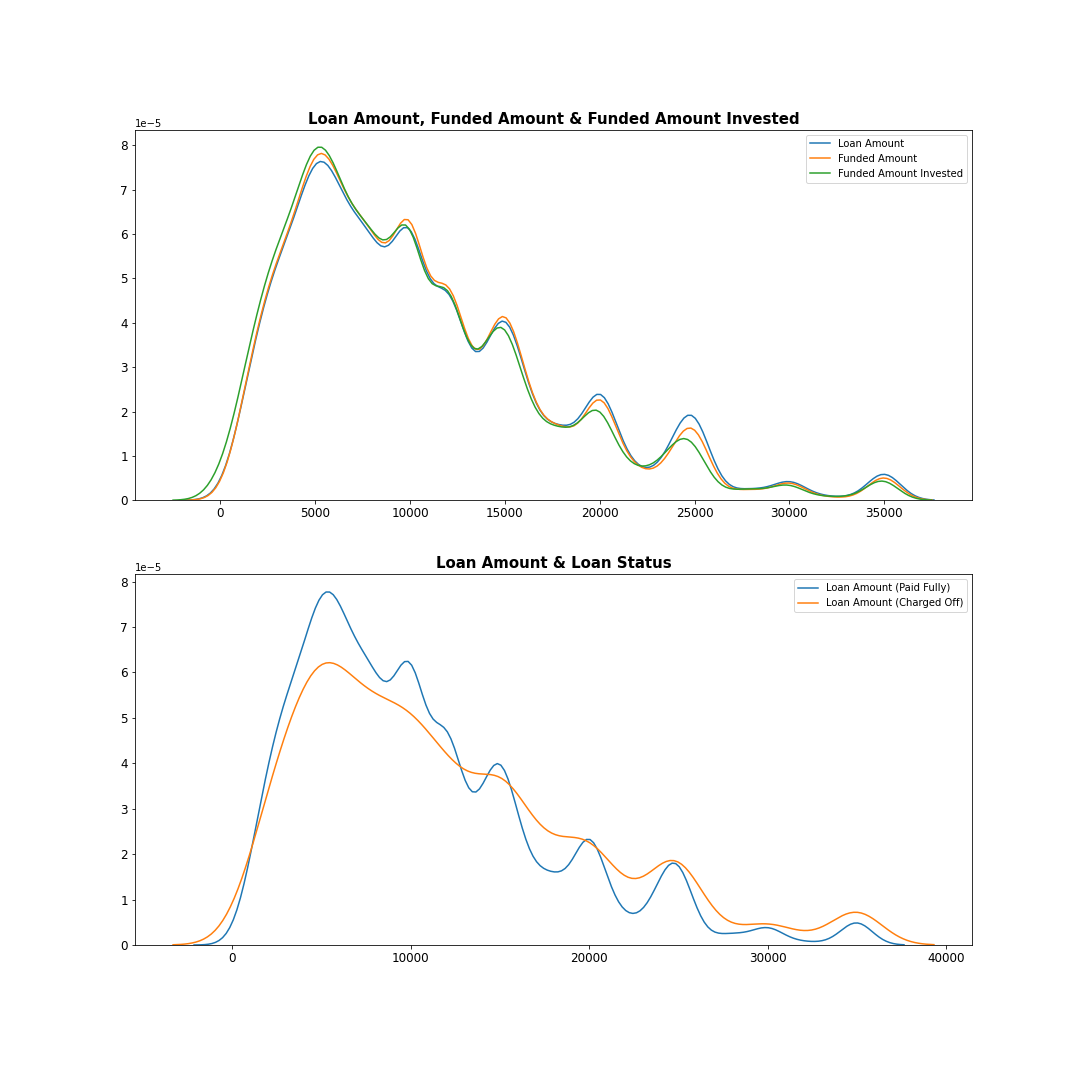 Loan Amount, Funded Amount & Funded Amount Invested
1e−5
Loan Amount
Funded Amount
Funded Amount Invested
8
7
6
5
4
3
2
1
0
0 5000 10000 15000 20000 25000 30000 35000
Loan Amount & Loan Status
1e−5
Loan Amount (Paid Fully)
Loan Amount (Charged Off)
8
7
6
5
4
3
2
1
0
0 10000 20000 30000 40000